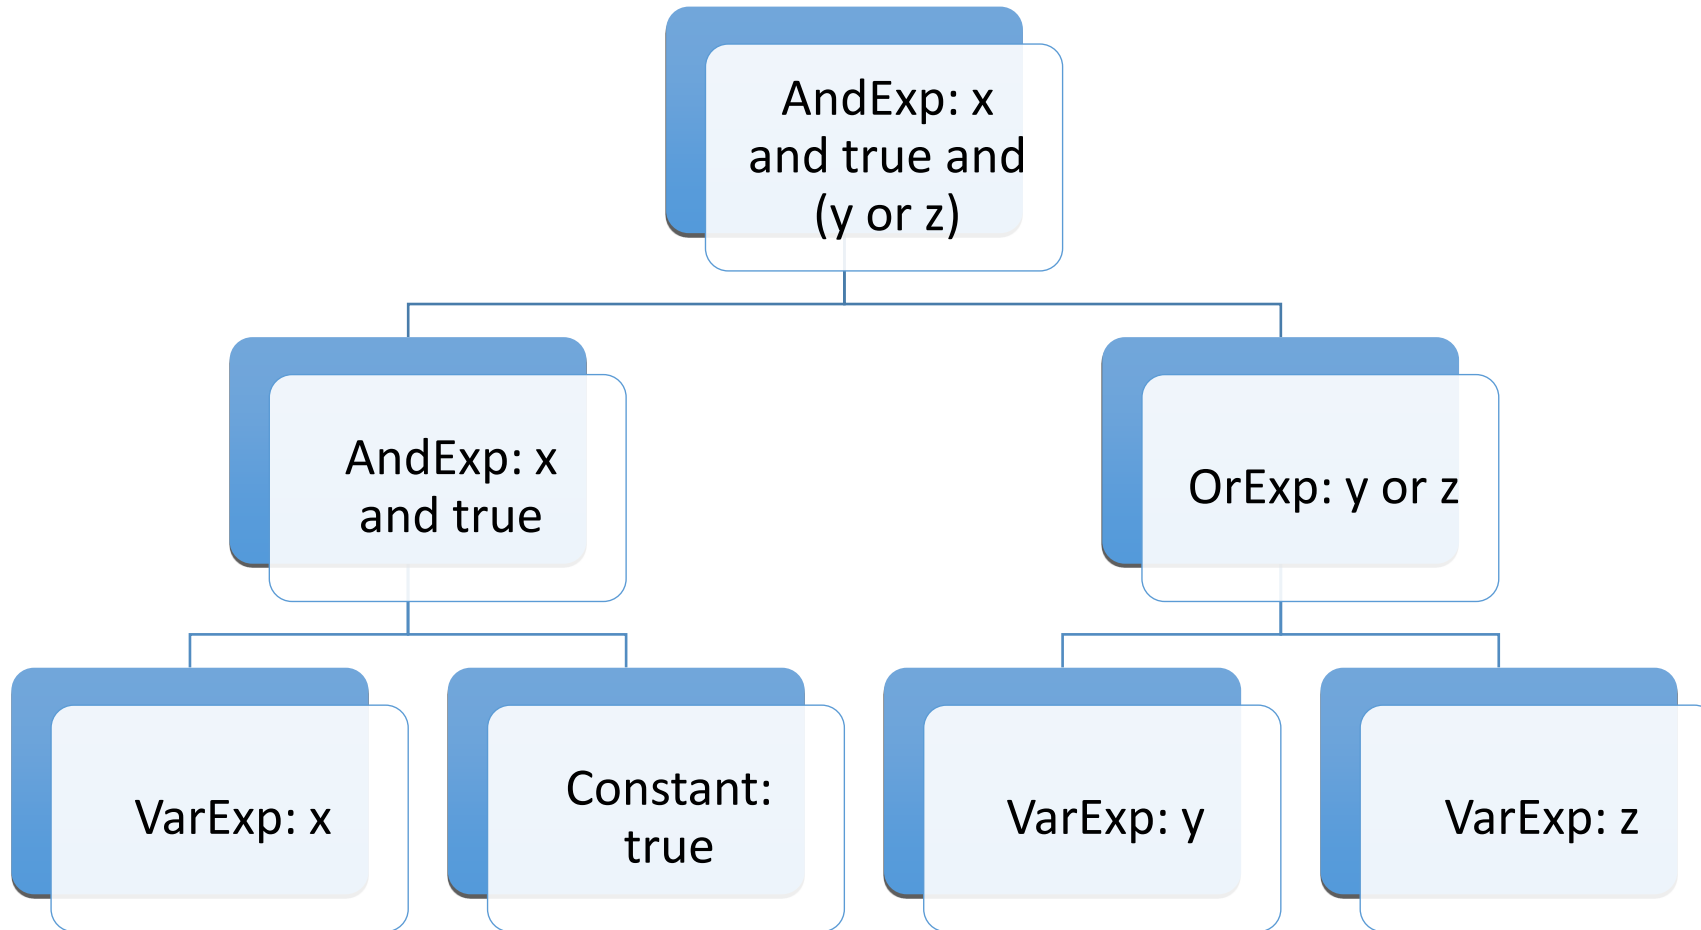 AndExp: x
and true and
(y or z)
AndExp: x
and true
OrExp: y or z
VarExp: x
Constant:
true
VarExp: y
VarExp: z